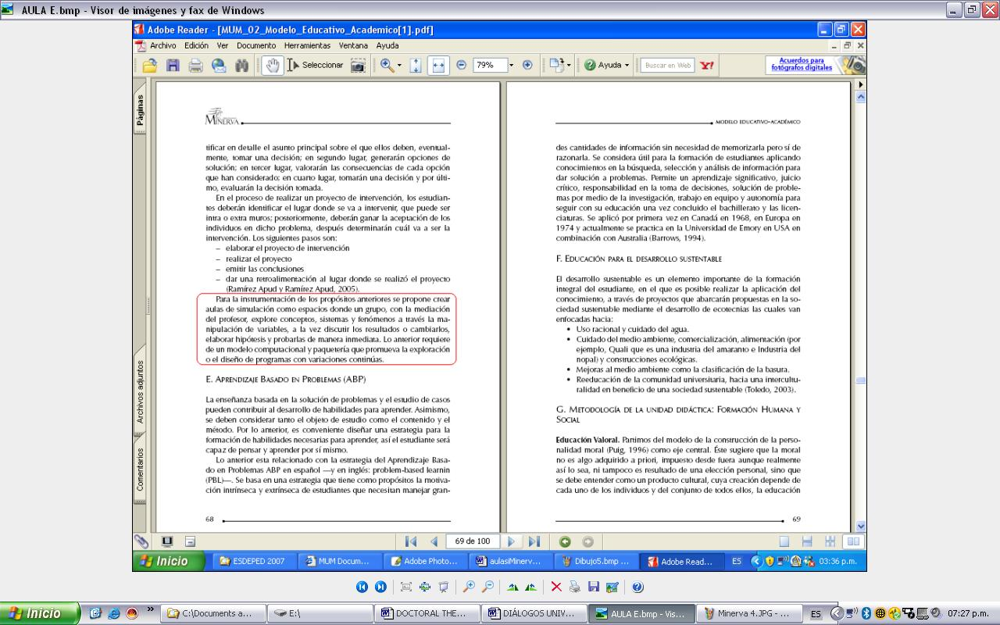 AULA E.bmp - Visor de imágenes y fax de Windows
Adobe Reader - [MUM_02_Modelo_Educativo_Academico[1].pdf]
Archivo Edición Ver Documento Herramientas Ventana Ayuda
Seleccionar 79% Ayuda Buscar en Web Y! Acuerdos para
fotógrafos digitales
Páginas
Archivos adjuntos
Comentarios
MINERVA
tificar en detalle el asunto principal sobre el que ellos deben, eventual-
mente, tomar una decisión; en segundo lugar, generarán opciones de
solución; en tercer lugar, valorarán las consecuencias de cada opción
que han considerado; en cuarto lugar, tomarán una decisión y por últi-
mo, evaluarán la decisión tomada.
En el proceso de realizar un proyecto de intervención, los estudian-
tes deberán identificar el lugar donde se va a intervenir, que puede ser
intra o extra muros; posteriormente, deberán ganar la aceptación de los
individuos en dicho problema, después determinarán cuál va a ser la
intervención. Los siguientes pasos son:
– elaborar el proyecto de intervención
– realizar el proyecto
– emitir las conclusiones
– dar una retroalimentación al lugar donde se realizó el proyecto
(Ramírez Apud y Ramírez Apud, 2005).
Para la instrumentación de los propósitos anteriores se propone crear
aulas de simulación como espacios donde un grupo, con la mediación
del profesor, explore conceptos, sistemas y fenómenos a través la ma-
nipulación de variables, a la vez discutir los resultados o cambiarlos,
elaborar hipótesis y probarlas de manera inmediata. Lo anterior requiere
de un modelo computacional y paquetería que promueva la exploración
o el diseño de programas con variaciones continúas.
E. APRENDIZAJE BASADO EN PROBLEMAS (ABP)
La enseñanza basada en la solución de problemas y el estudio de casos
pueden contribuir al desarrollo de habilidades para aprender. Asimismo,
se deben considerar tanto el objeto de estudio como el contenido y el
método. Por lo anterior, es conveniente diseñar una estrategia para la
formación de habilidades necesarias para aprender, así el estudiante será
capaz de pensar y aprender por sí mismo.
Lo anterior esta relacionado con la estrategia del Aprendizaje Basa-
do en Problemas ABP en español —y en inglés: problem-based learnin
(PBL)—. Se basa en una estrategia que tiene como propósitos la motiva-
ción intrínseca y extrínseca de estudiantes que necesitan manejar gran-
68
MODELO EDUCATIVO-ACADÉMICO
des cantidades de información sin necesidad de memorizarla pero sí de
razonarla. Se considera útil para la formación de estudiantes aplicando
conocimientos en la búsqueda, selección y análisis de información para
dar solución a problemas. Permite un aprendizaje significativo, juicio
crítico, responsabilidad en la toma de decisiones, solución de proble-
mas por medio de la investigación, trabajo en equipo y autonomía para
seguir con su educación una vez concluido el bachillerato y las licen-
ciaturas. Se aplicó por primera vez en Canadá en 1968, en Europa en
1974 y actualmente se practica en la Universidad de Emory en USA en
combinación con Australia (Barrows, 1994).
F. EDUCACIÓN PARA EL DESARROLLO SUSTENTABLE
El desarrollo sustentable es un elemento importante de la formación
integral del estudiante, en el que es posible realizar la aplicación del
conocimiento, a través de proyectos que abarcarán propuestas en la so-
ciedad sustentable mediante el desarrollo de ecotecnias las cuales van
enfocadas hacia:
• Uso racional y cuidado del agua.
• Cuidado del medio ambiente, comercialización, alimentación (por
ejemplo, Quali que es una industria del amaranto e Industria del
nopal) y construcciones ecológicas.
• Mejoras al medio ambiente como la clasificación de la basura.
• Reeducación de la comunidad universitaria, hacia una intercultu-
ralidad en beneficio de una sociedad sustentable (Toledo, 2003).
G. METODOLOGÍA DE LA UNIDAD DIDÁCTICA: FORMACIÓN HUMANA Y
SOCIAL
Educación Valoral. Partimos del modelo de la construcción de la perso-
nalidad moral (Puig, 1996) como eje central. Éste sugiere que la moral
no es algo adquirido a priori, impuesto desde fuera aunque realmente
así lo sea, ni tampoco es resultado de una elección personal, sino que
se debe entender como un producto cultural, cuya creación depende de
cada uno de los individuos y del conjunto de todos ellos, la educación
69
69 de 100
Inicio ESDEPED 2007 MUM Docum... Adobe Photo... aulasiMinerv... Dibujo5.bmp ... Adobe Read... ES 03:36 p.m.
Inicio » C:\Documents a... E:\ DOCTORAL THE... DIÁLOGOS UNIV... AULA E.bmp - Vis... Minerva 4.JPG - ... ES 07:27 p.m.